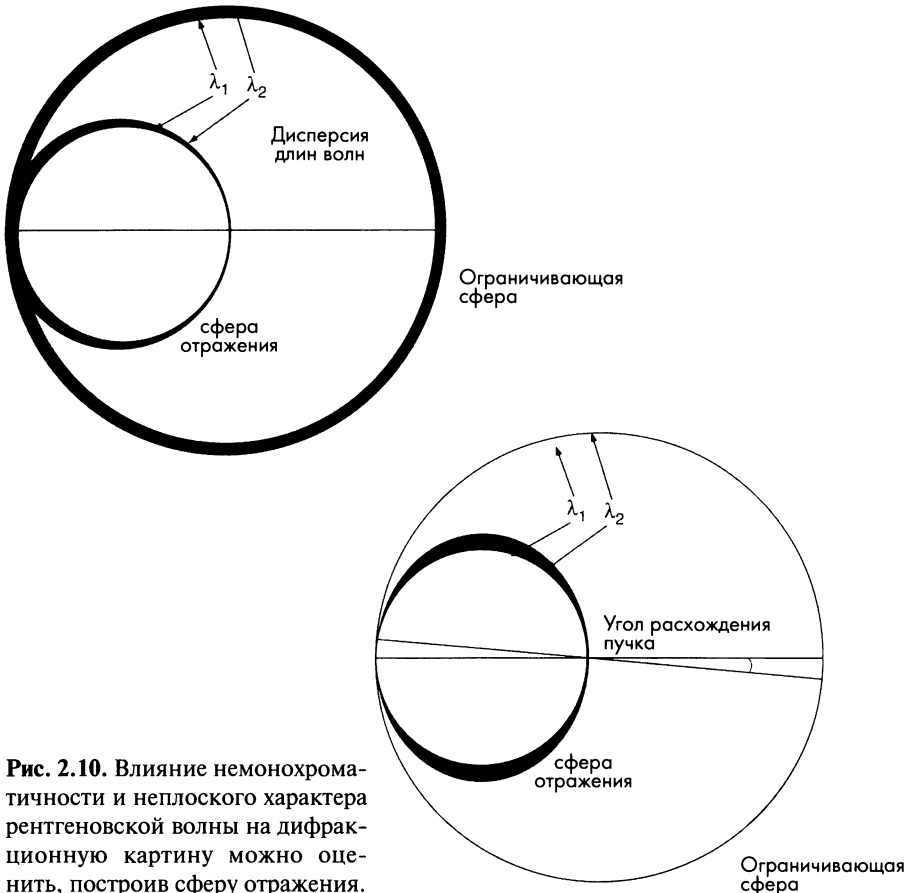 λ₁ λ₂
Дисперсия
длин волн
Ограничивающая
сфера
сфера
отражения
λ₁ λ₂
Угол расхождения
пучка
сфера
отражения
Ограничивающая
сфера
Рис. 2.10. Влияние немонохрома-
тичности и неплоского характера
рентгеновской волны на дифрак-
ционную картину можно оце-
нить, построив сферу отражения.